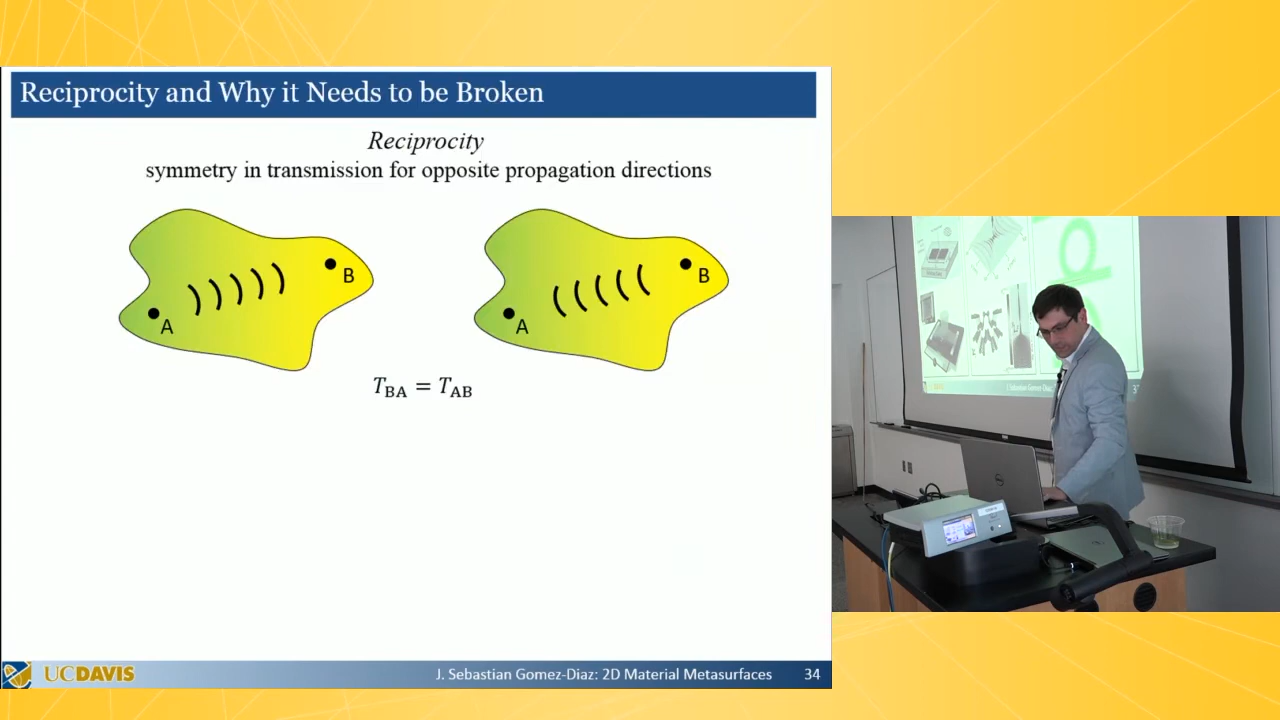 Reciprocity and Why it Needs to be Broken
Reciprocity
symmetry in transmission for opposite propagation directions
B
A
B
A
T_BA = T_AB
UCDAVIS
J. Sebastian Gomez-Diaz: 2D Material Metasurfaces
34